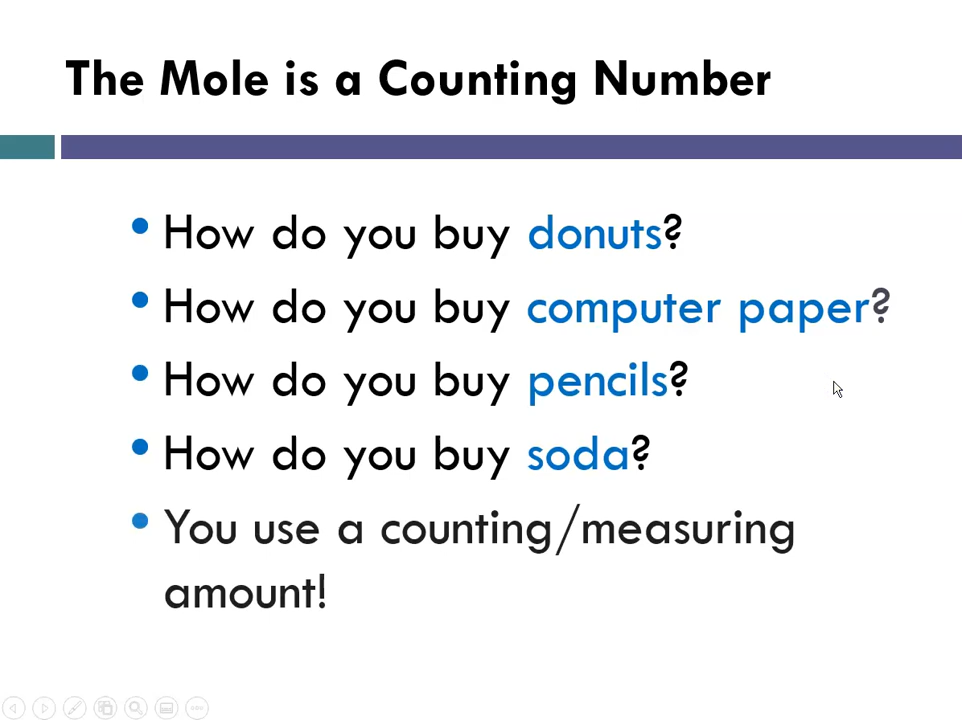 The Mole is a Counting Number
• How do you buy donuts?
• How do you buy computer paper?
• How do you buy pencils?
• How do you buy soda?
• You use a counting/measuring
amount!